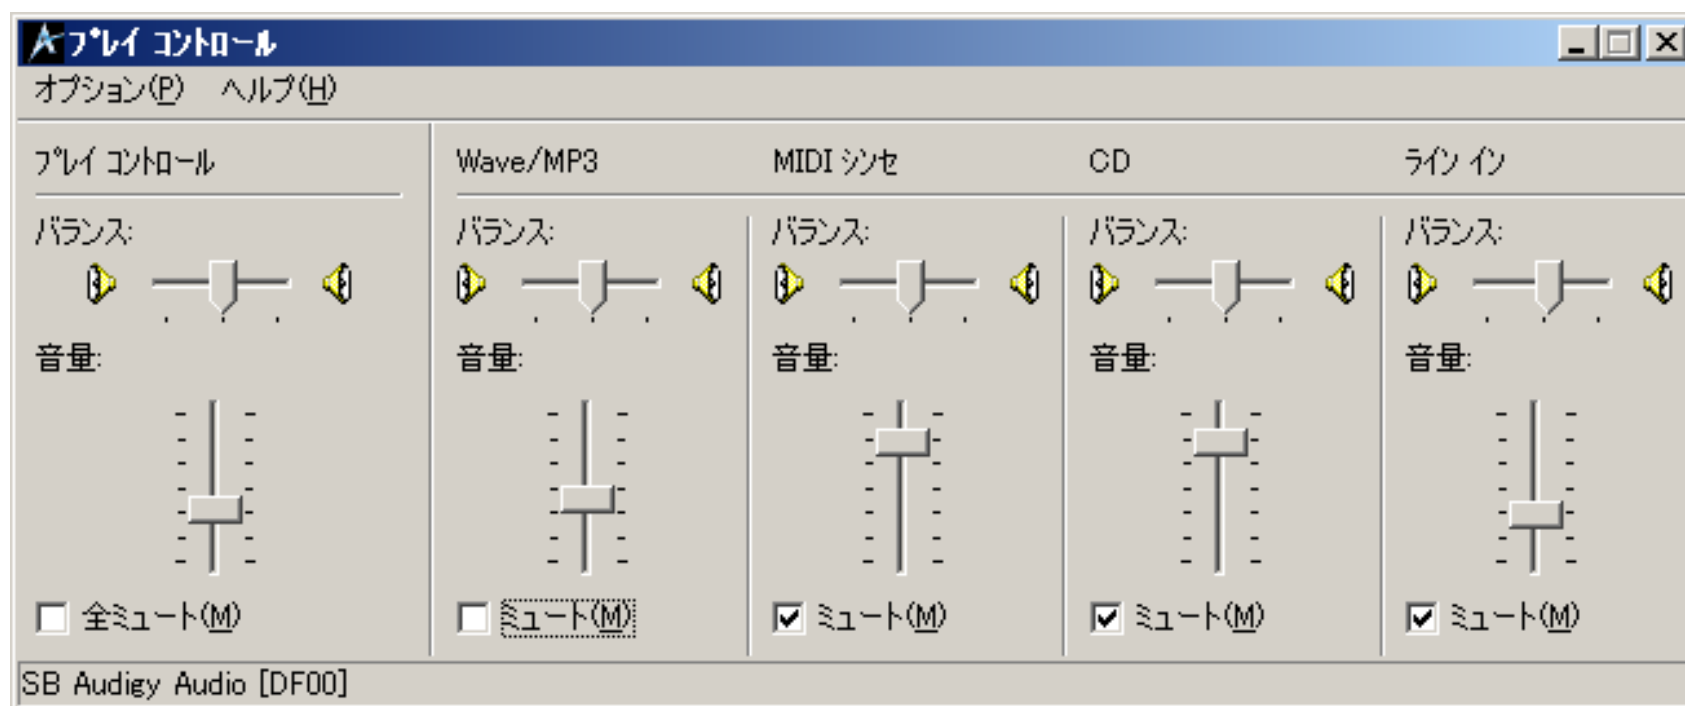 プレイ コントロール
オプション(P) ヘルプ(H)
プレイ コントロール Wave/MP3 MIDI シンセ CD ライン イン
バランス: バランス: バランス: バランス: バランス:
音量: 音量: 音量: 音量: 音量:
全ミュート(M) ミュート(M) ミュート(M) ミュート(M) ミュート(M)
SB Audigy Audio [DF00]